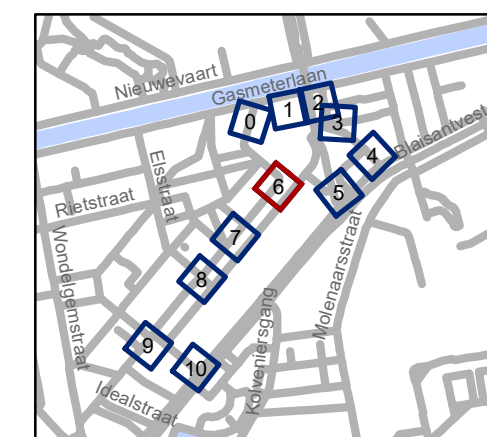 Nieuwevaart
Gasmeterlaan
0
1
2
3
4
Blaisantvest
Elsstraat
Rietstraat
6
5
Wondelgemstraat
7
Molenaarsstraat
8
Kolveniersgang
9
10
Idealstraat